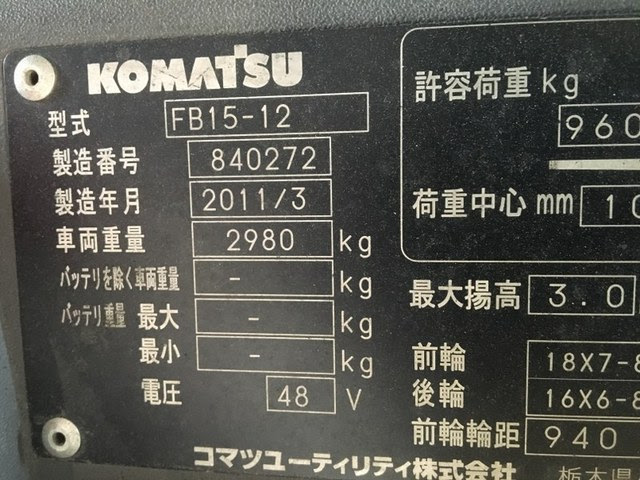 KOMATSU
型式 FB15-12
製造番号 840272
製造年月 2011/3
車両重量 2980 kg
バッテリを除く車両重量 - kg
バッテリ重量 最大 - kg
最小 - kg
電圧 48 V
許容荷重 kg
960
荷重中心 mm 10
最大揚高 3.0
前輪 18X7-8
後輪 16X6-8
前輪輪距 940
コマツユーティリティ株式会社 栃木県